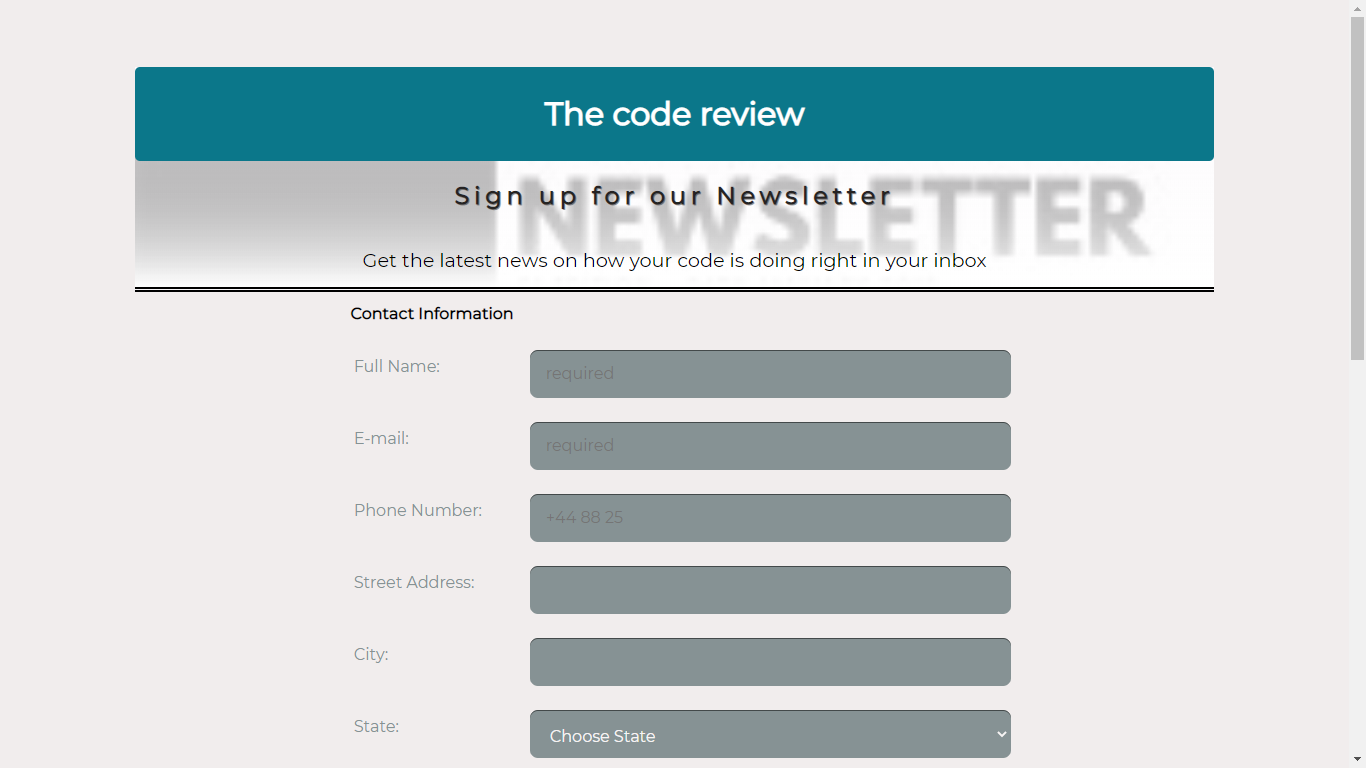 The code review
NEWSLETTER
Sign up for our Newsletter
Get the latest news on how your code is doing right in your inbox
Contact Information
Full Name:
required
E-mail:
required
Phone Number:
+44 88 25
Street Address:
City:
State:
Choose State